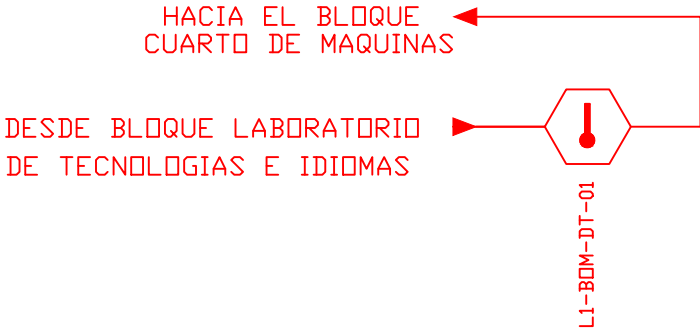 HACIA EL BLOQUE
CUARTO DE MAQUINAS
DESDE BLOQUE LABORATORIO
DE TECNOLOGIAS E IDIOMAS
L1-BOM-DT-01